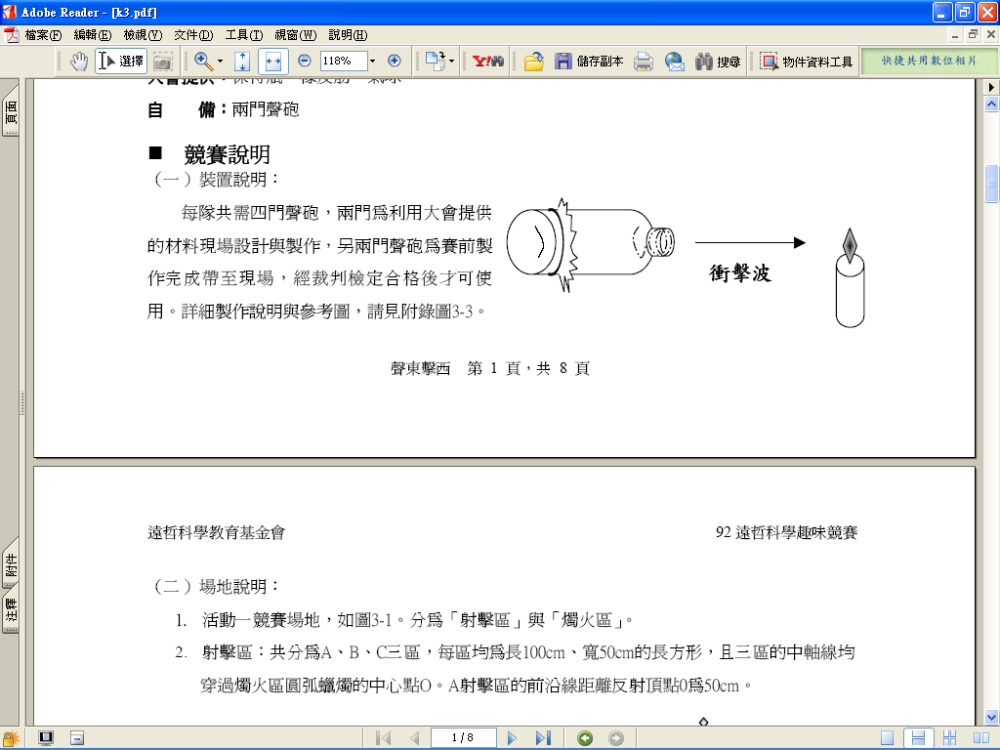 Adobe Reader - [k3.pdf]
檔案(F) 編輯(E) 檢視(V) 文件(D) 工具(T) 視窗(W) 說明(H)
選擇 118% Y! 儲存副本 搜尋 物件資料工具 快捷共用數位相片
頁面
自　　備：兩門聲砲
■ 競賽說明
（一）裝置說明：
每隊共需四門聲砲，兩門為利用大會提供
的材料現場設計與製作，另兩門聲砲為賽前製
作完成帶至現場，經裁判檢定合格後才可使
用。詳細製作說明與參考圖，請見附錄圖3-3。
衝擊波
聲東擊西　第 1 頁，共 8 頁
遠哲科學教育基金會 92 遠哲科學趣味競賽
（二）場地說明：
1. 活動一競賽場地，如圖3-1。分為「射擊區」與「燭火區」。
2. 射擊區：共分為A、B、C三區，每區均為長100cm、寬50cm的長方形，且三區的中軸線均
穿過燭火區圓弧蠟燭的中心點O。A射擊區的前沿線距離反射頂點0為50cm。
附件
注釋
1 / 8